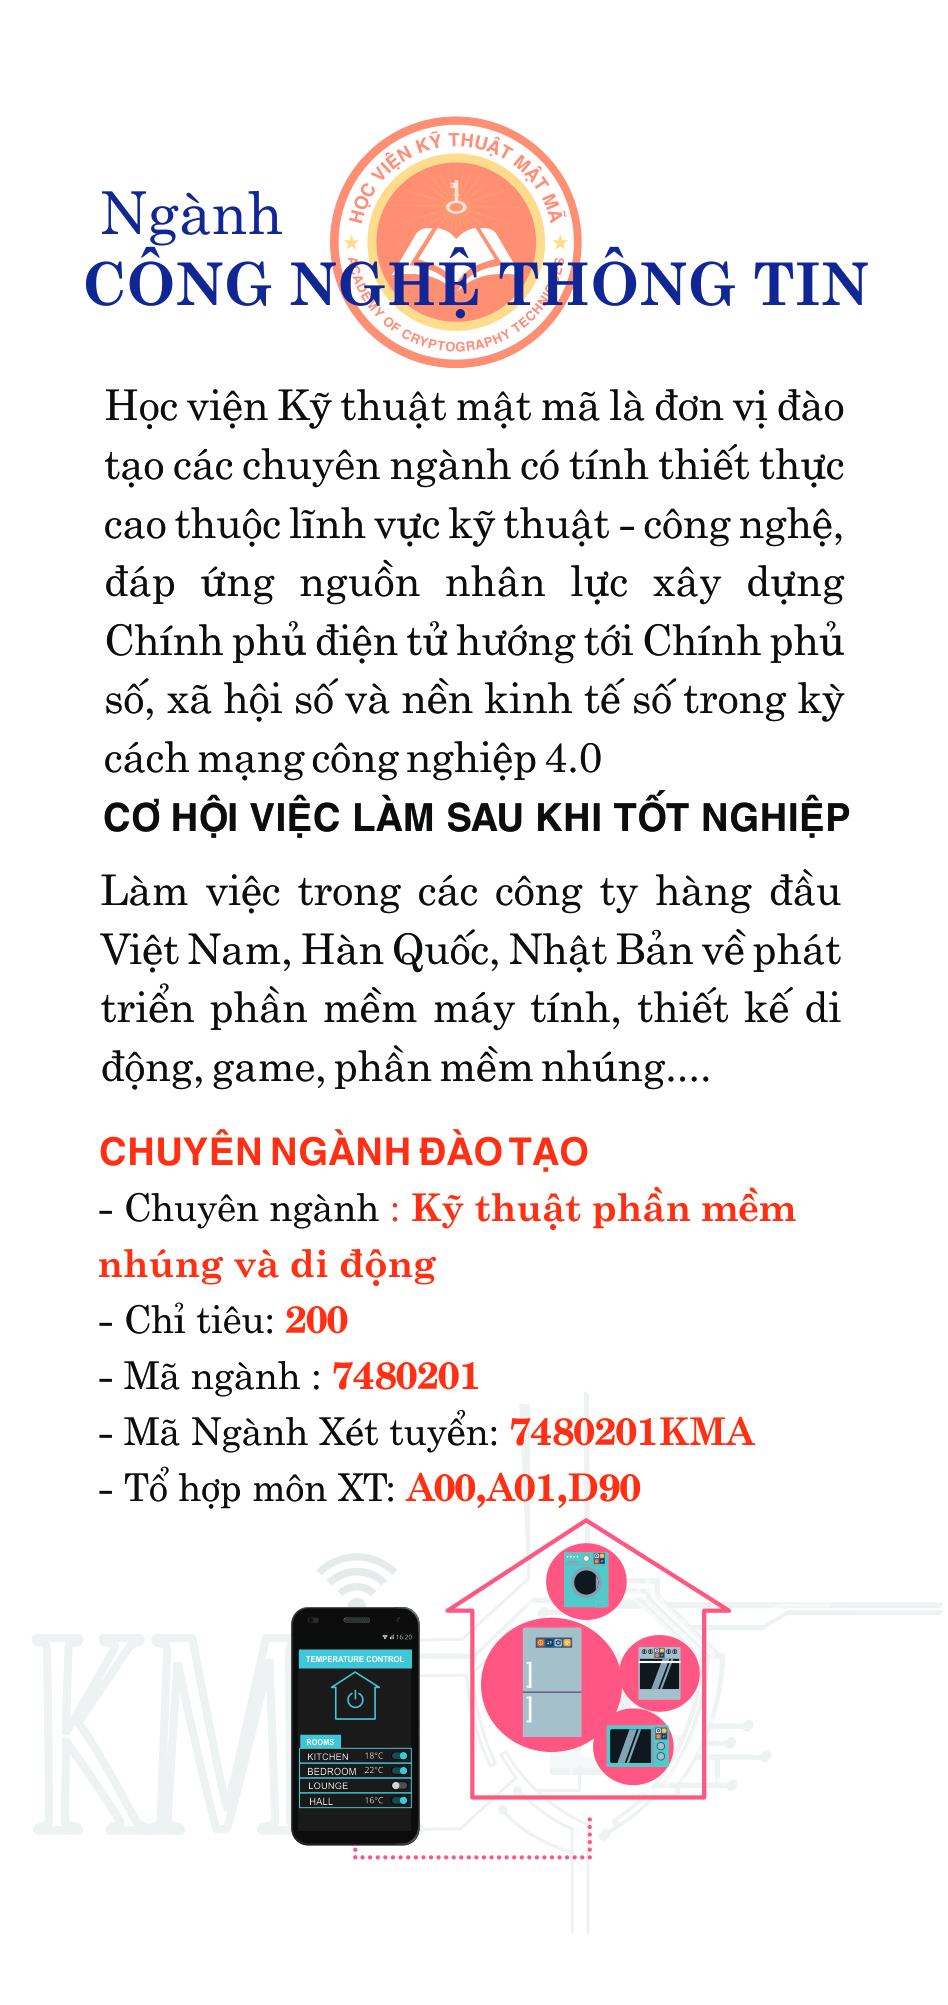 HỌC VIỆN KỸ THUẬT MẬT MÃ
ACADEMY OF CRYPTOGRAPHY TECHNIQUES
Ngành
CÔNG NGHỆ THÔNG TIN
Học viện Kỹ thuật mật mã là đơn vị đào
tạo các chuyên ngành có tính thiết thực
cao thuộc lĩnh vực kỹ thuật - công nghệ,
đáp ứng nguồn nhân lực xây dựng
Chính phủ điện tử hướng tới Chính phủ
số, xã hội số và nền kinh tế số trong kỳ
cách mạng công nghiệp 4.0
CƠ HỘI VIỆC LÀM SAU KHI TỐT NGHIỆP
Làm việc trong các công ty hàng đầu
Việt Nam, Hàn Quốc, Nhật Bản về phát
triển phần mềm máy tính, thiết kế di
động, game, phần mềm nhúng....
CHUYÊN NGÀNH ĐÀO TẠO
- Chuyên ngành : Kỹ thuật phần mềm
nhúng và di động
- Chỉ tiêu: 200
- Mã ngành : 7480201
- Mã Ngành Xét tuyển: 7480201KMA
- Tổ hợp môn XT: A00,A01,D90
KM
16:20
TEMPERATURE CONTROL
ROOMS
KITCHEN 18°C
BEDROOM 22°C
LOUNGE
HALL 16°C